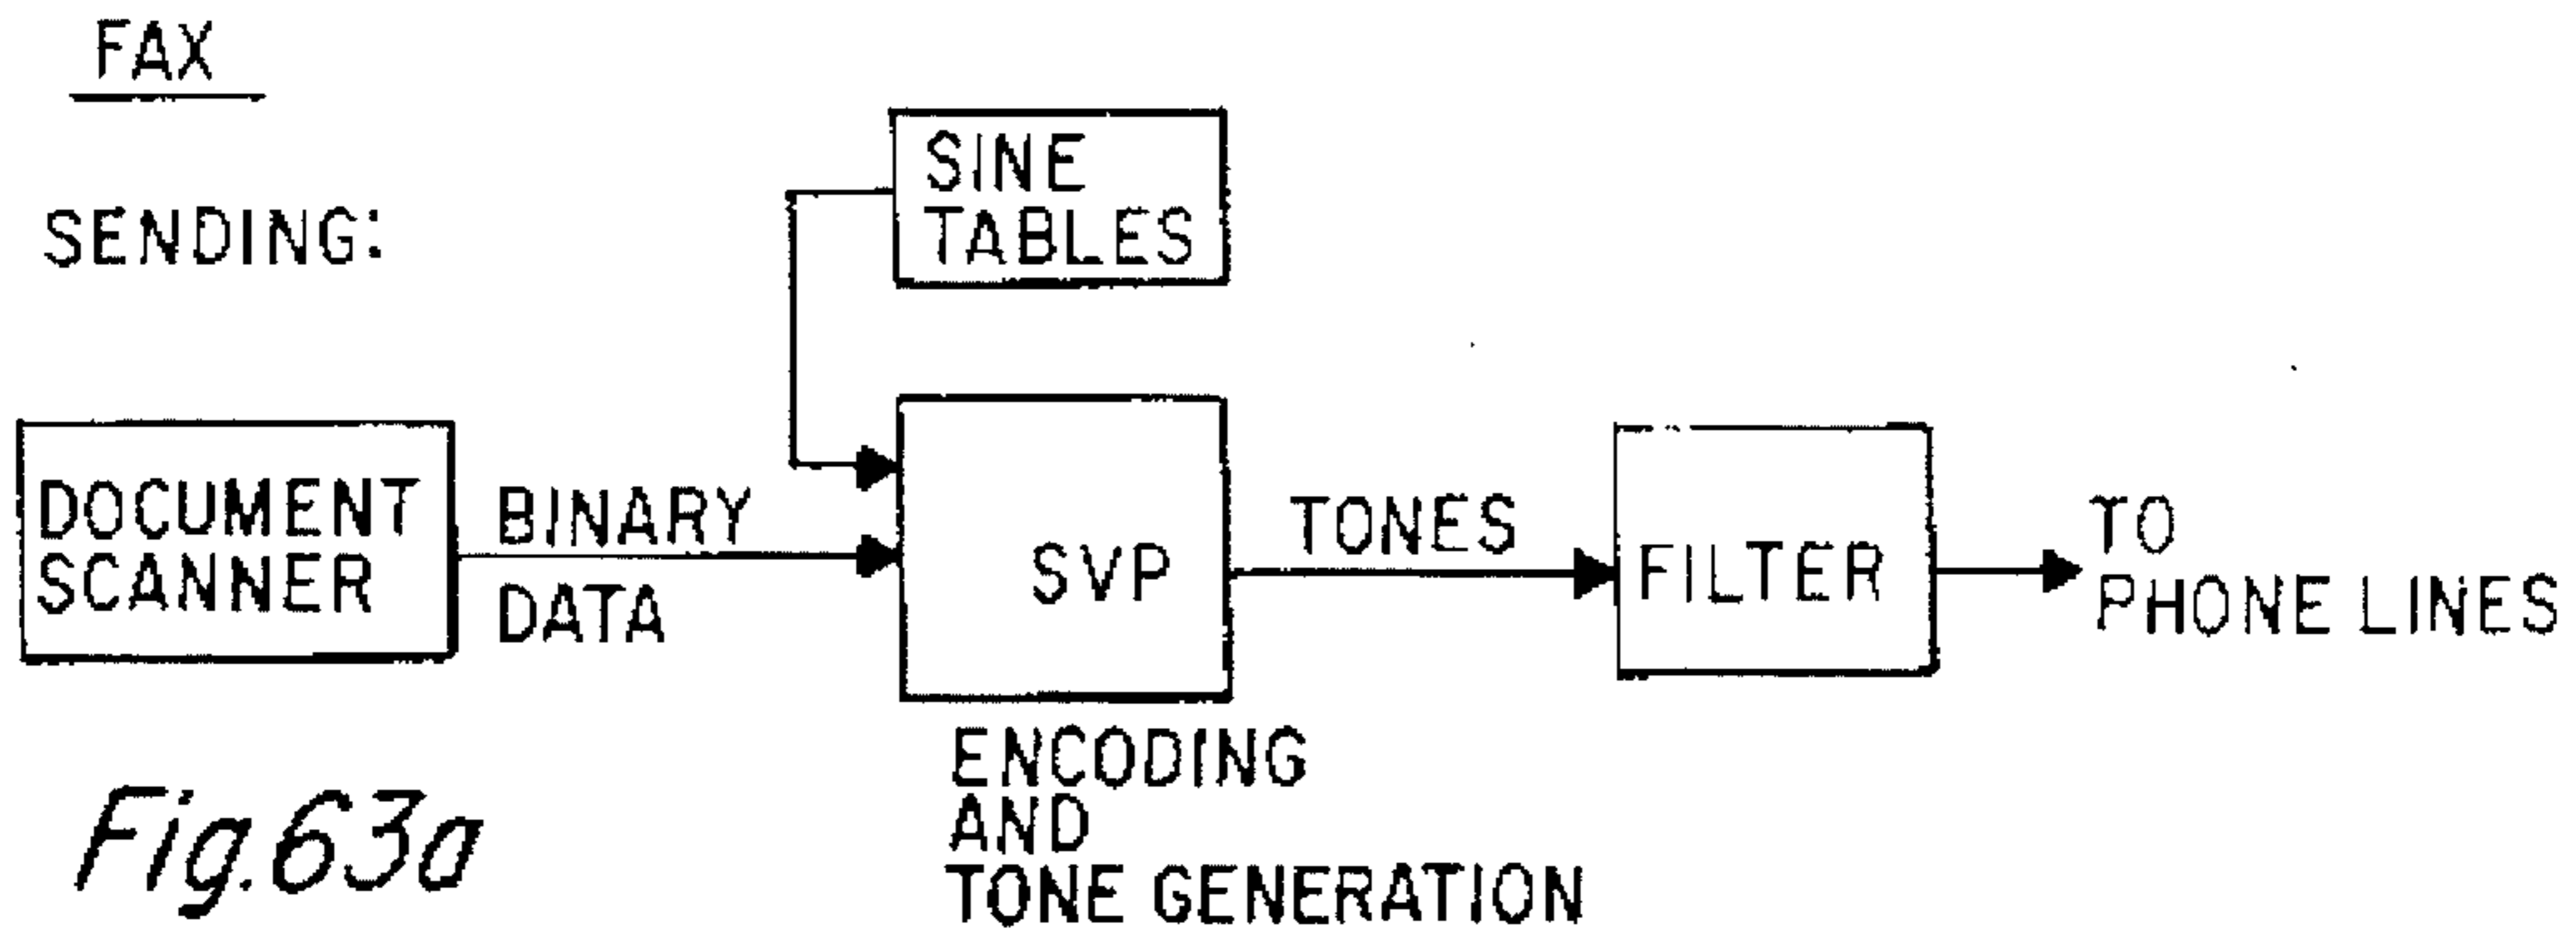 FAX
SENDING:
SINE
TABLES
DOCUMENT
SCANNER
BINARY
DATA
SVP
TONES
FILTER
TO
PHONE LINES
ENCODING
AND
TONE GENERATION
Fig.63a